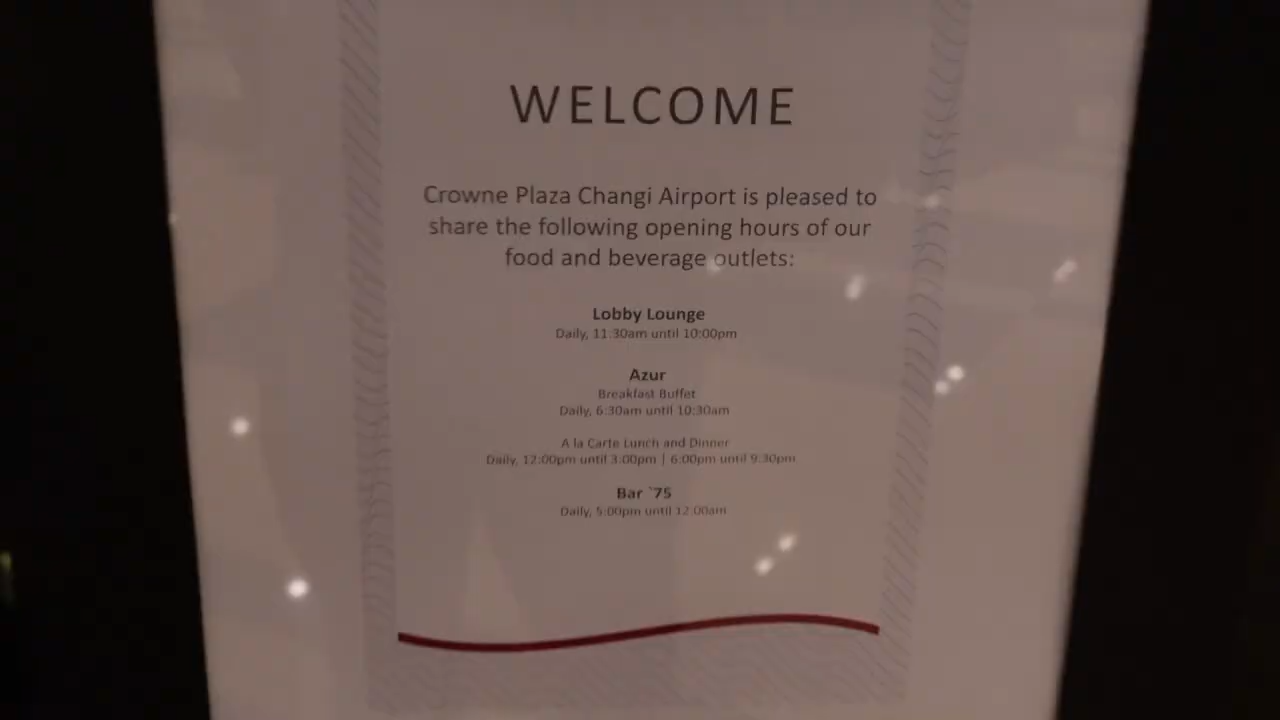 WELCOME
Crowne Plaza Changi Airport is pleased to
share the following opening hours of our
food and beverage outlets:
Lobby Lounge
Daily, 11:30am until 10:00pm
Azur
Breakfast Buffet
Daily, 6:30am until 10:30am
A la Carte Lunch and Dinner
Daily, 12:00pm until 3:00pm | 6:00pm until 9:30pm
Bar `75
Daily, 5:00pm until 12:00am